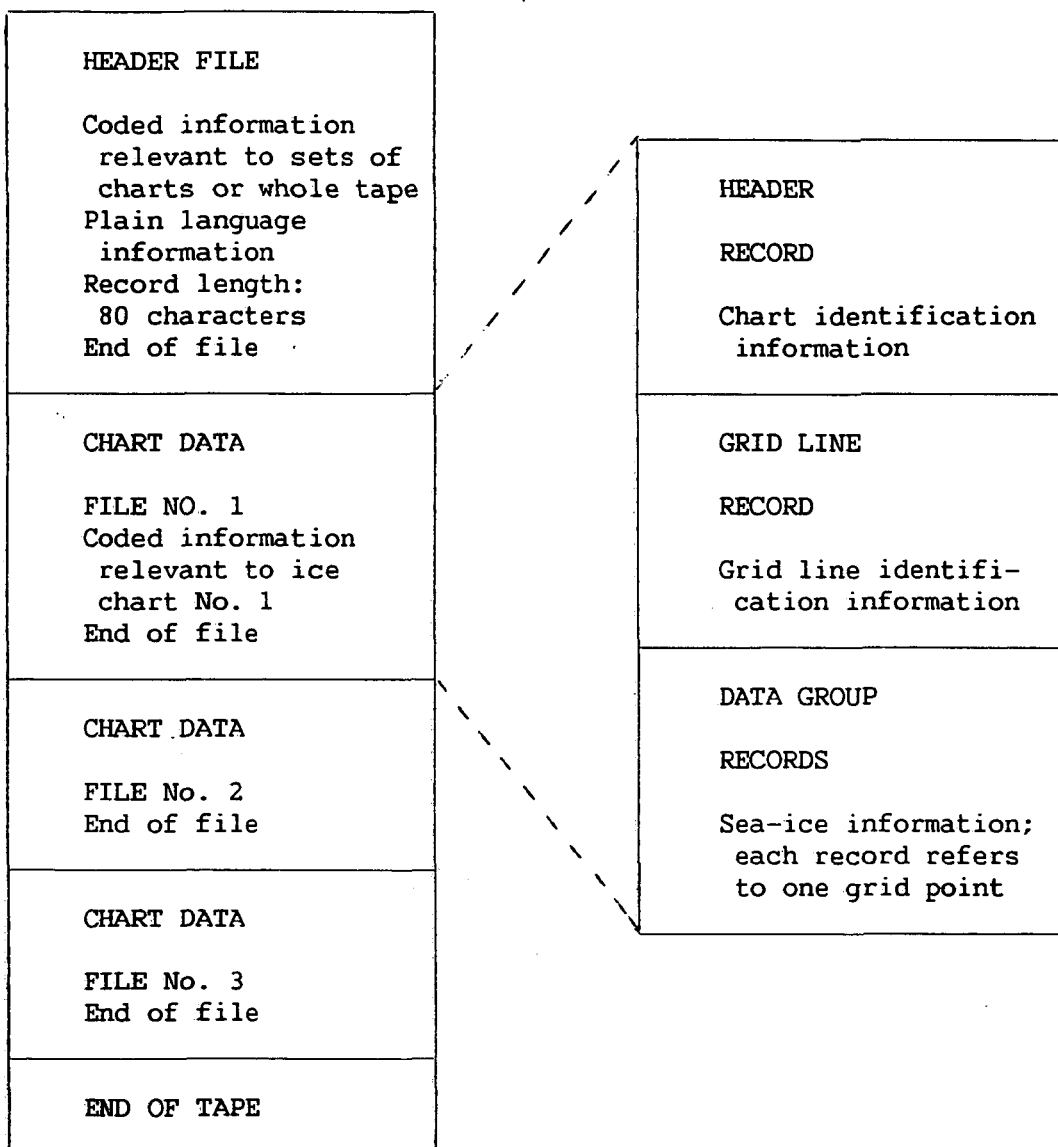 HEADER FILE
Coded information
relevant to sets of
charts or whole tape
Plain language
information
Record length:
80 characters
End of file
CHART DATA
FILE NO. 1
Coded information
relevant to ice
chart No. 1
End of file
CHART DATA
FILE No. 2
End of file
CHART DATA
FILE No. 3
End of file
END OF TAPE
HEADER
RECORD
Chart identification
information
GRID LINE
RECORD
Grid line identifi-
cation information
DATA GROUP
RECORDS
Sea-ice information;
each record refers
to one grid point